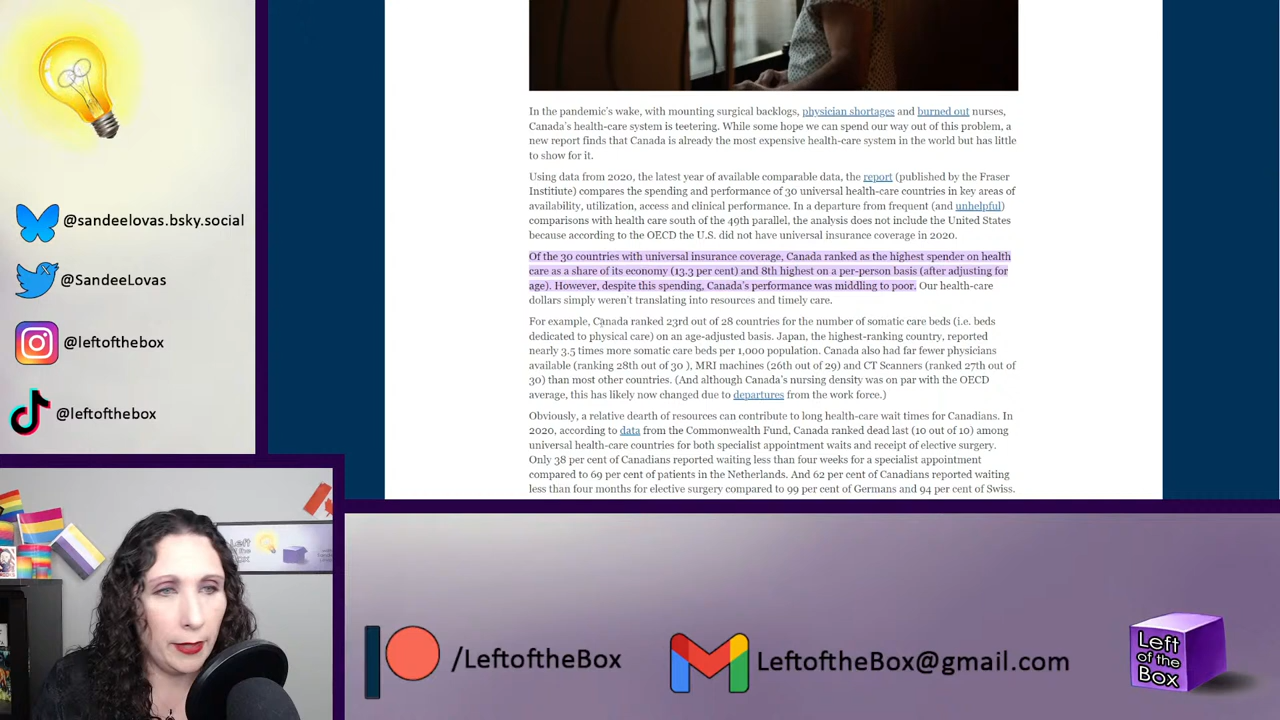 In the pandemic's wake, with mounting surgical backlogs, physician shortages and burned out nurses,
Canada's health-care system is teetering. While some hope we can spend our way out of this problem, a
new report finds that Canada is already the most expensive health-care system in the world but has little
to show for it.
Using data from 2020, the latest year of available comparable data, the report (published by the Fraser
Institiute) compares the spending and performance of 30 universal health-care countries in key areas of
availability, utilization, access and clinical performance. In a departure from frequent (and unhelpful)
comparisons with health care south of the 49th parallel, the analysis does not include the United States
because according to the OECD the U.S. did not have universal insurance coverage in 2020.
Of the 30 countries with universal insurance coverage, Canada ranked as the highest spender on health
care as a share of its economy (13.3 per cent) and 8th highest on a per-person basis (after adjusting for
age). However, despite this spending, Canada's performance was middling to poor. Our health-care
dollars simply weren't translating into resources and timely care.
For example, Canada ranked 23rd out of 28 countries for the number of somatic care beds (i.e. beds
dedicated to physical care) on an age-adjusted basis. Japan, the highest-ranking country, reported
nearly 3.5 times more somatic care beds per 1,000 population. Canada also had far fewer physicians
available (ranking 28th out of 30 ), MRI machines (26th out of 29) and CT Scanners (ranked 27th out of
30) than most other countries. (And although Canada's nursing density was on par with the OECD
average, this has likely now changed due to departures from the work force.)
Obviously, a relative dearth of resources can contribute to long health-care wait times for Canadians. In
2020, according to data from the Commonwealth Fund, Canada ranked dead last (10 out of 10) among
universal health-care countries for both specialist appointment waits and receipt of elective surgery.
Only 38 per cent of Canadians reported waiting less than four weeks for a specialist appointment
compared to 69 per cent of patients in the Netherlands. And 62 per cent of Canadians reported waiting
less than four months for elective surgery compared to 99 per cent of Germans and 94 per cent of Swiss.
@sandeelovas.bsky.social
@SandeeLovas
@leftofthebox
@leftofthebox
Left
of the
Box
/LeftoftheBox
LeftoftheBox@gmail.com
Left
of the
Box